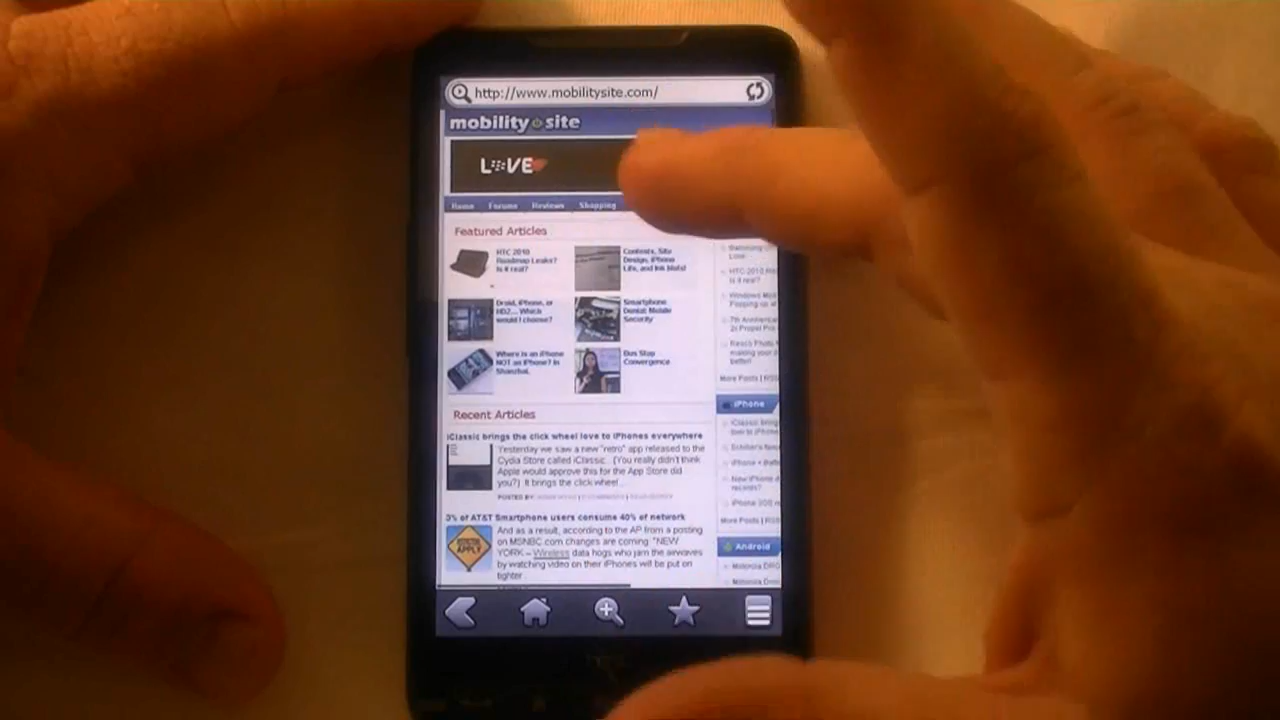 http://www.mobilitysite.com/
mobility site
LOVE
Home Forums Reviews Shopping
Featured Articles
HTC 2010
Roadmap Leaks?
Is it real?
Contests, Site
Design, iPhone
Life, and Ink blots!
Droid, iPhone, or
HD2... Which
would I choose?
Smartphone
Denial: Mobile
Security
Where is an iPhone
NOT an iPhone? In
Shanzhai.
Bus Stop
Convergence
More Posts | RSS
iPhone
More Posts | RSS
Android
Recent Articles
iClassic brings the click wheel love to iPhones everywhere
Yesterday we saw a new "retro" app released to the
Cydia Store called iClassic. (You really didn't think
Apple would approve this for the App Store did
you?) It brings the click wheel...
POSTED BY:
3% of AT&T Smartphone users consume 40% of network
And as a result, according to the AP from a posting
on MSNBC.com changes are coming. "NEW
YORK – Wireless data hogs who jam the airwaves
by watching video on their iPhones will be put on
tighter
APPLY